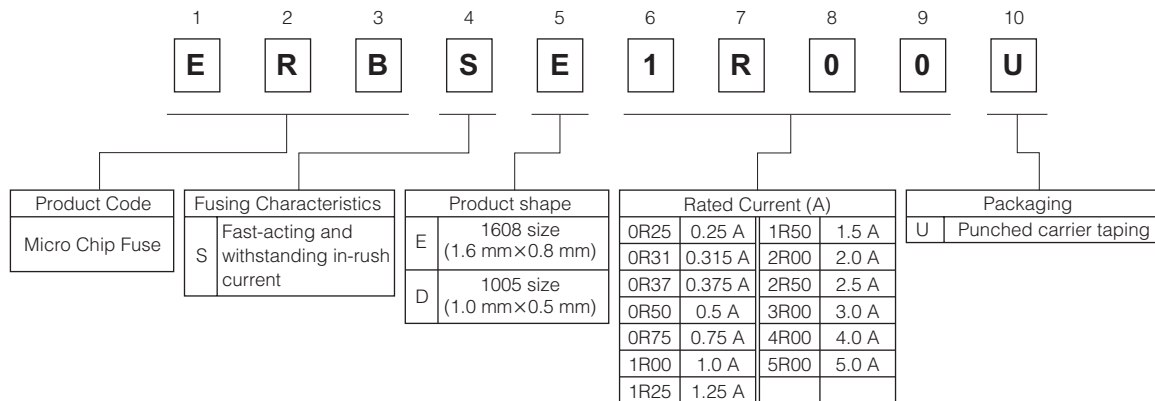 1 2 3 4 5 6 7 8 9 10
E R B S E 1 R 0 0 U
Product Code
Micro Chip Fuse
Fusing Characteristics
S Fast-acting and
withstanding in-rush
current
Product shape
E 1608 size
(1.6 mm×0.8 mm)
D 1005 size
(1.0 mm×0.5 mm)
Rated Current (A)
0R25 0.25 A 1R50 1.5 A
0R31 0.315 A 2R00 2.0 A
0R37 0.375 A 2R50 2.5 A
0R50 0.5 A 3R00 3.0 A
0R75 0.75 A 4R00 4.0 A
1R00 1.0 A 5R00 5.0 A
1R25 1.25 A
Packaging
U Punched carrier taping